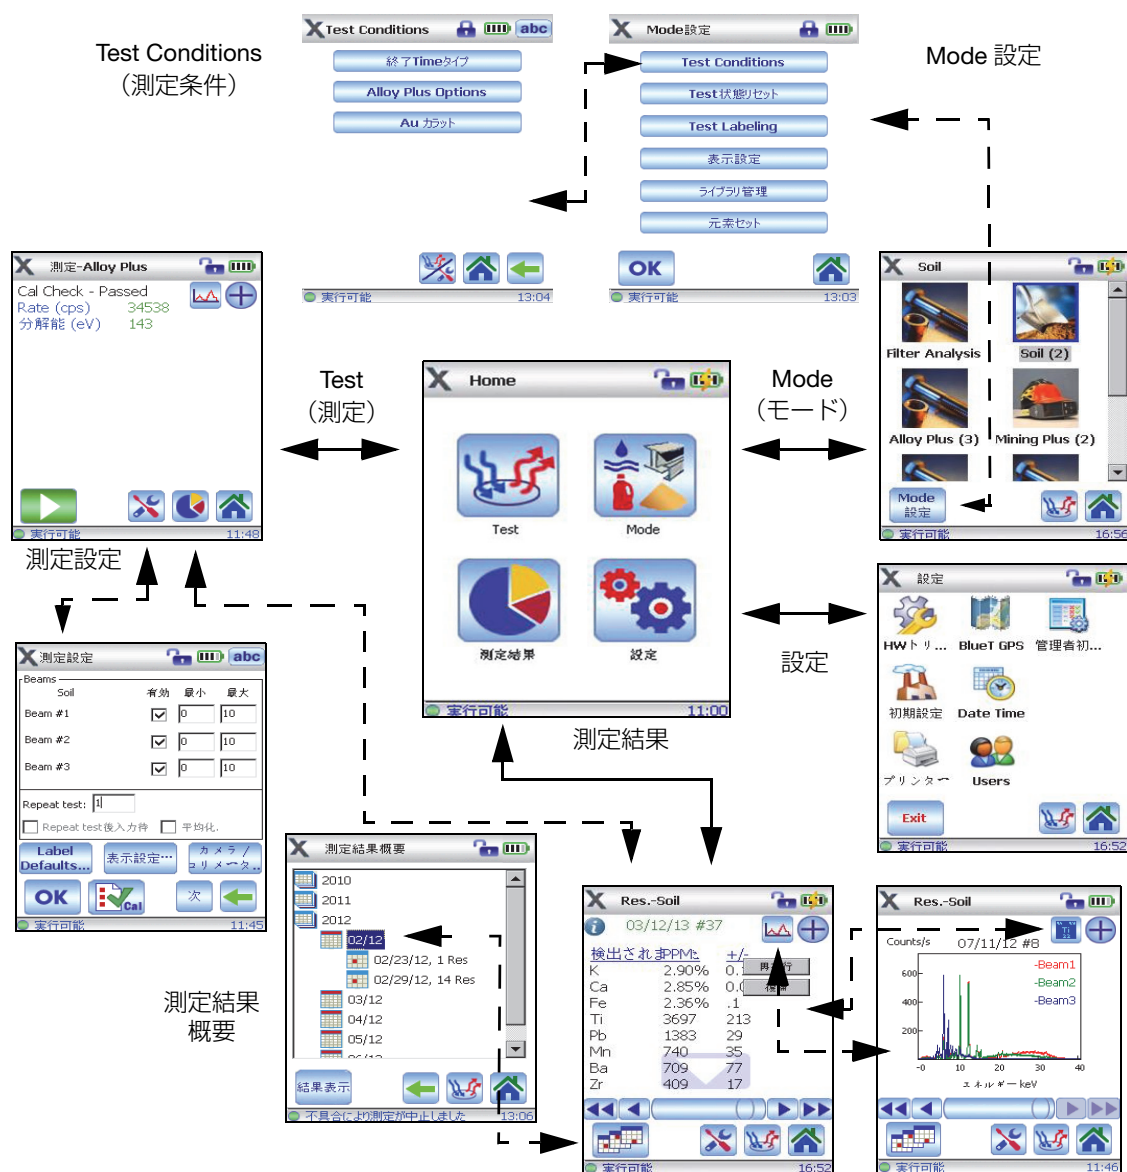 Test Conditions
（測定条件）
Test Conditions
abc
終了Timeタイプ
Alloy Plus Options
Au カラット
実行可能
13:04
Mode設定
Test Conditions
Test状態リセット
Test Labeling
表示設定
ライブラリ管理
元素セット
OK
実行可能
13:03
Mode 設定
測定-Alloy Plus
Cal Check - Passed
Rate (cps) 34538
分解能 (eV) 143
実行可能
11:48
Test
（測定）
Home
Test
Mode
測定結果
設定
実行可能
11:00
Mode
（モード）
Soil
Filter Analysis
Soil (2)
Alloy Plus (3)
Mining Plus (2)
Mode
設定
実行可能
16:56
測定設定
測定設定
abc
Beams
Soil 有効 最小 最大
Beam #1 0 10
Beam #2 0 10
Beam #3 0 10
Repeat test: 1
Repeat test後入力待 平均化.
Label
Defaults...
表示設定…
カメラ /
コリメータ..
OK
Cal
次
実行可能
11:45
測定結果
設定
設定
HWトリ...
BlueT GPS
管理者初...
初期設定
Date Time
プリンター
Users
Exit
実行可能
16:52
測定結果
概要
測定結果概要
2010
2011
2012
02/12
02/23/12, 1 Res
02/29/12, 14 Res
03/12
04/12
05/12
結果表示
不具合により測定が中止しました
13:06
Res.-Soil
03/12/13 #37
検出されま PPM +/-
K 2.90%
Ca 2.85%
Fe 2.36% .1
Ti 3697 213
Pb 1383 29
Mn 740 35
Ba 709 77
Zr 409 17
実行可能
16:52
Res.-Soil
Ti
22
Counts/s
07/11/12 #8
-Beam1
-Beam2
-Beam3
600
400
200
-0 10 20 30 40
エネルギー keV
実行可能
11:46